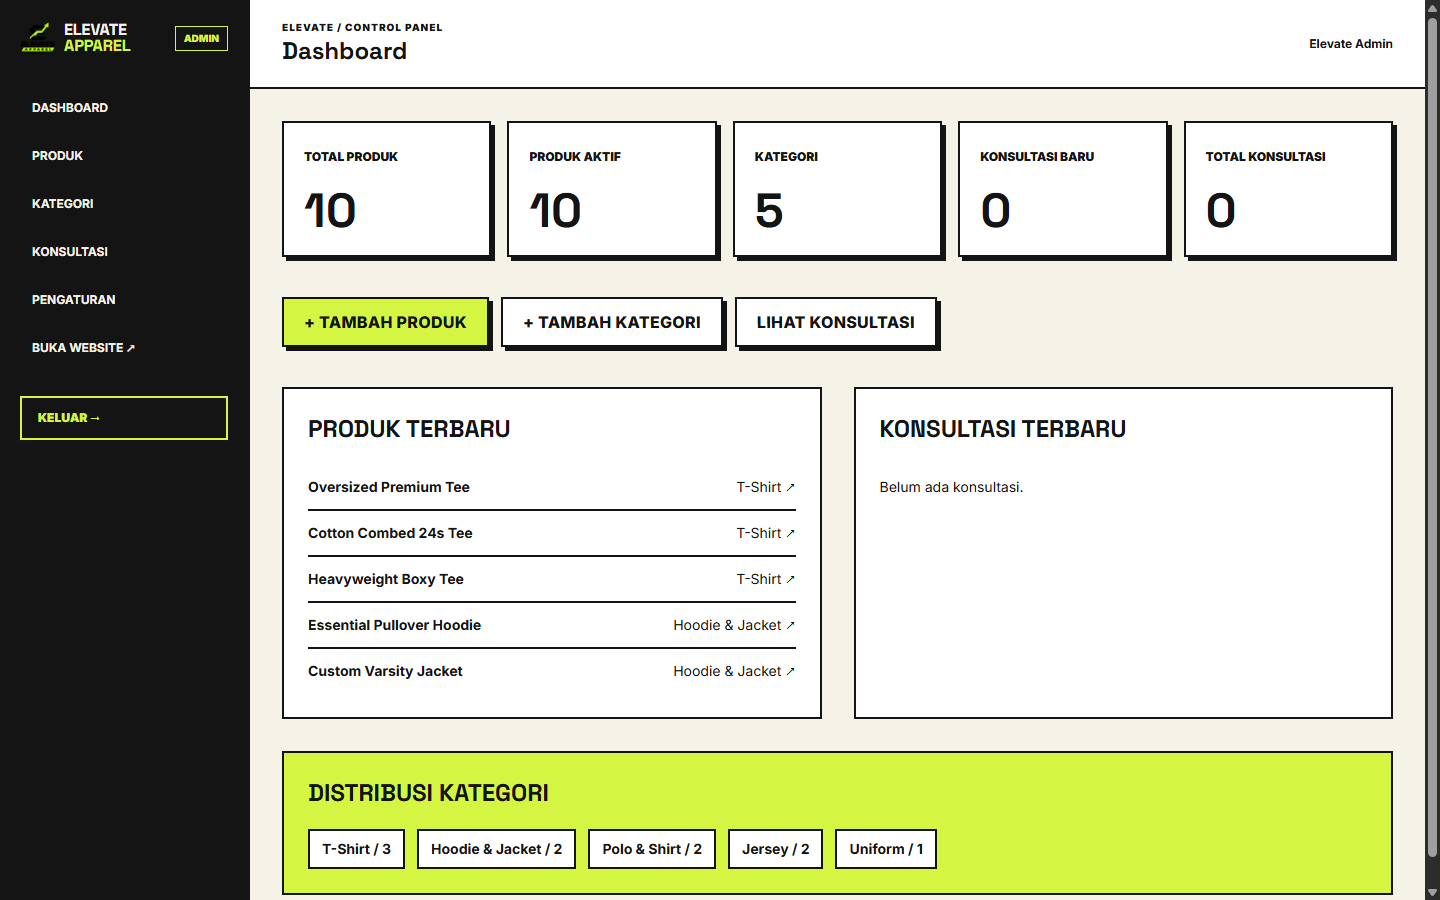 ELEVATE
APPAREL
APPAREL
ADMIN
DASHBOARD
PRODUK
KATEGORI
KONSULTASI
PENGATURAN
BUKA WEBSITE ↗
KELUAR →
ELEVATE / CONTROL PANEL
Dashboard
Elevate Admin
TOTAL PRODUK
10
PRODUK AKTIF
10
KATEGORI
5
KONSULTASI BARU
0
TOTAL KONSULTASI
0
+ TAMBAH PRODUK
+ TAMBAH KATEGORI
LIHAT KONSULTASI
PRODUK TERBARU
Oversized Premium Tee T-Shirt ↗
Cotton Combed 24s Tee T-Shirt ↗
Heavyweight Boxy Tee T-Shirt ↗
Essential Pullover Hoodie Hoodie & Jacket ↗
Custom Varsity Jacket Hoodie & Jacket ↗
KONSULTASI TERBARU
Belum ada konsultasi.
DISTRIBUSI KATEGORI
T-Shirt / 3
Hoodie & Jacket / 2
Polo & Shirt / 2
Jersey / 2
Uniform / 1